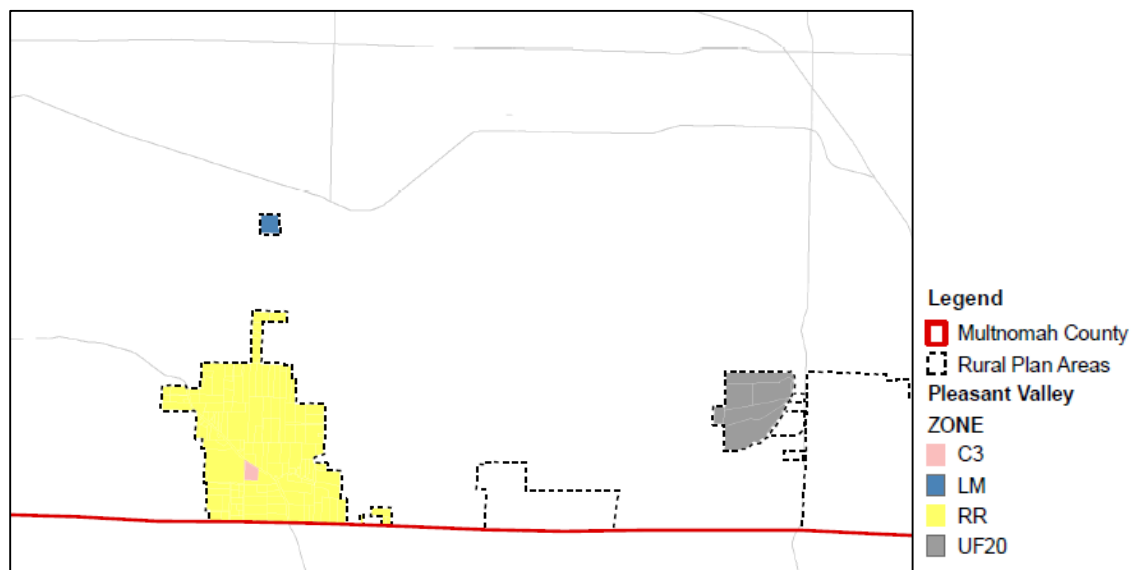 Legend
Multnomah County
Rural Plan Areas
Pleasant Valley
ZONE
C3
LM
RR
UF20